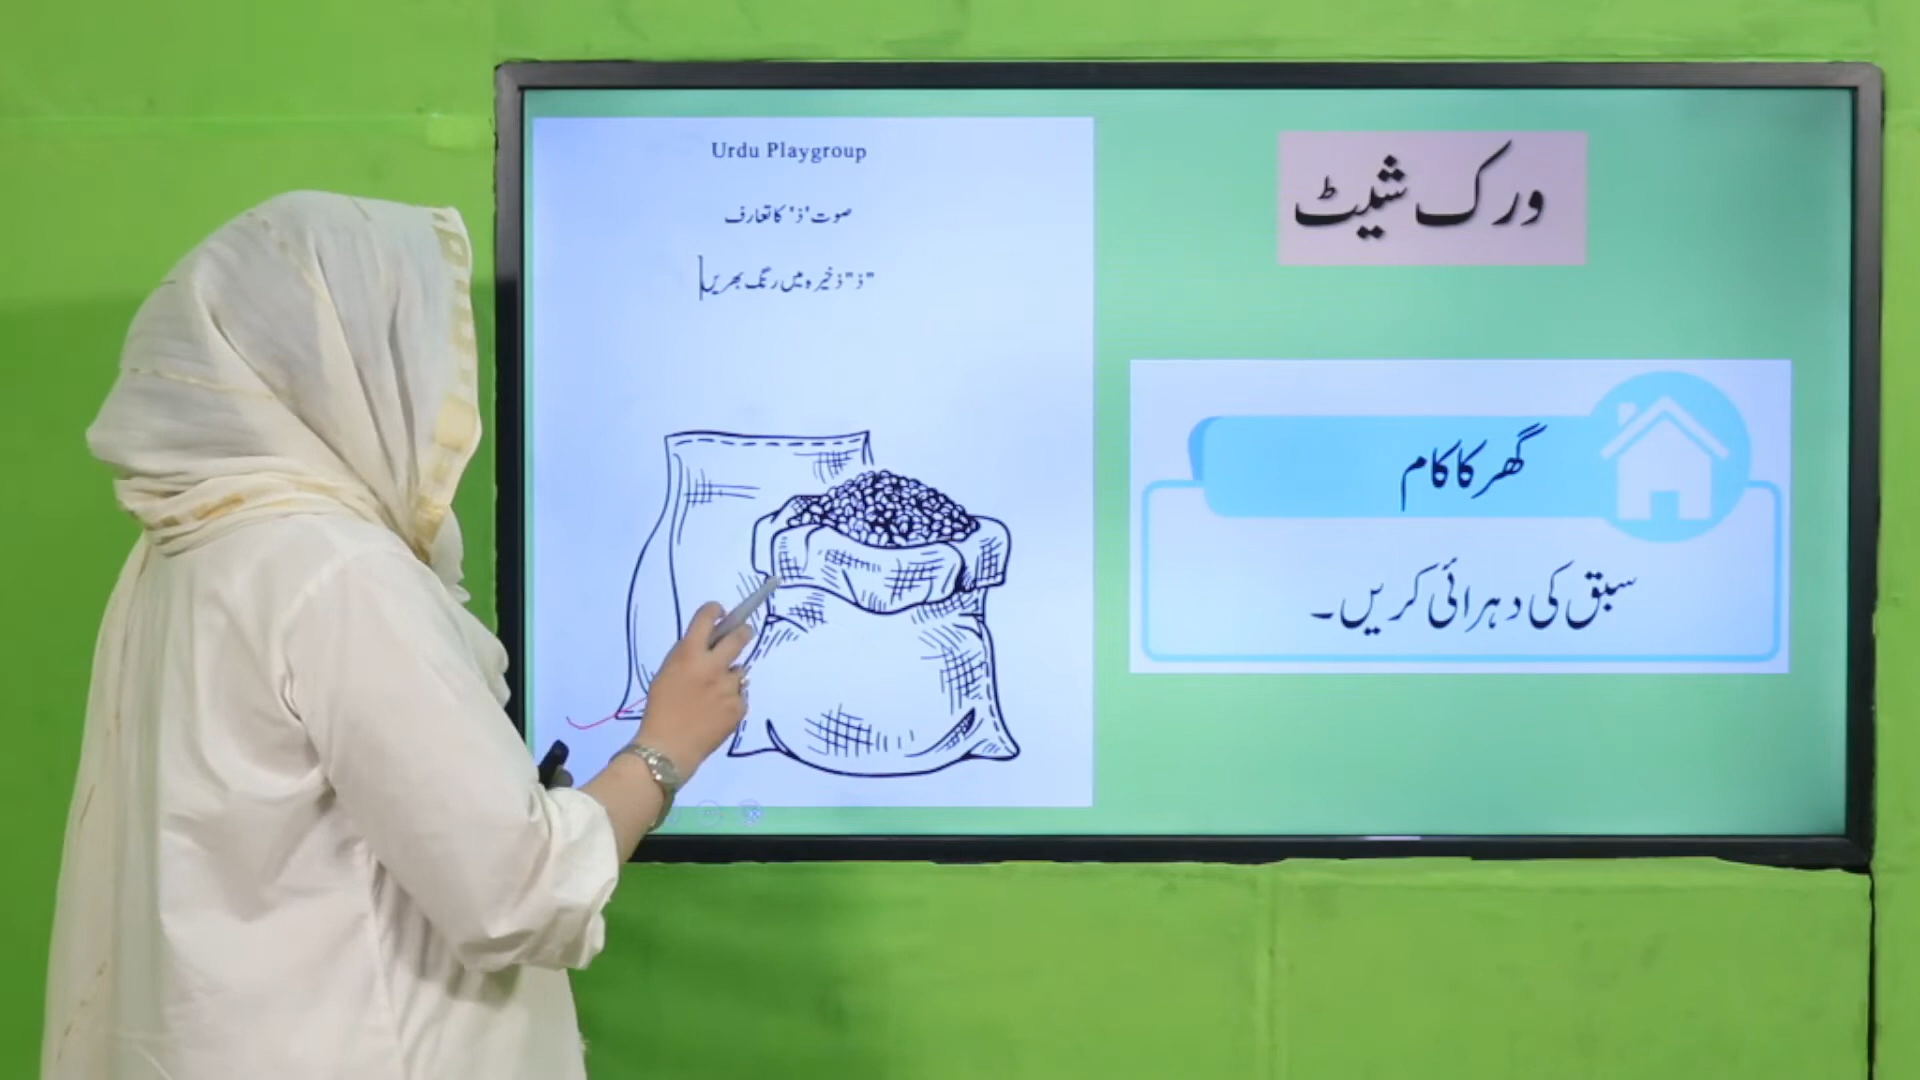 Urdu Playgroup
صوت 'ذ' کا تعارف
"ذ" ذخیرہ میں رنگ بھریں
ورک شیٹ
گھر کا کام
سبق کی دہرائی کریں۔